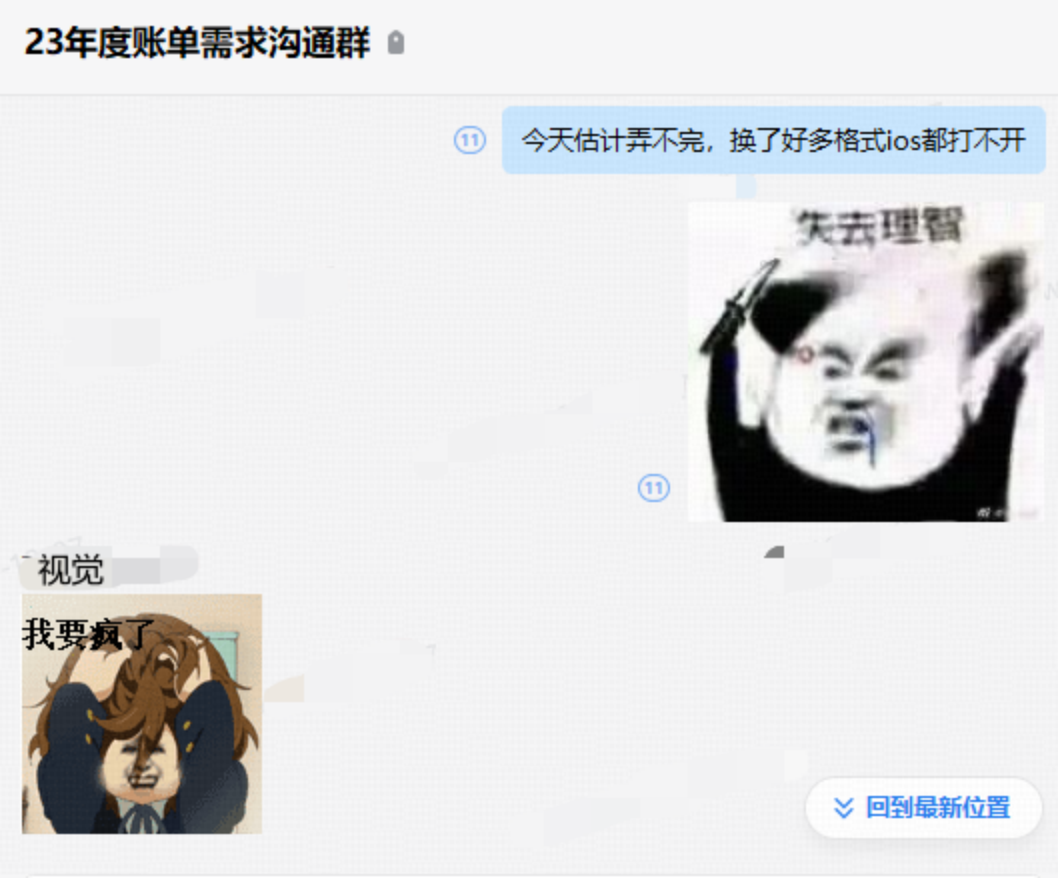 23年度账单需求沟通群
11
今天估计弄不完，换了好多格式ios都打不开
失去理智
11
视觉
我要疯了
回到最新位置